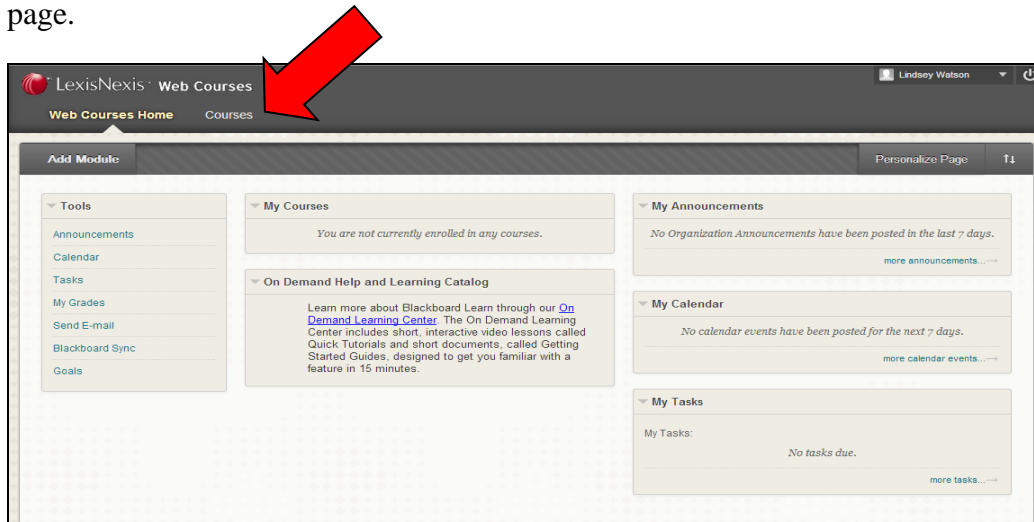 page.
LexisNexis Web Courses
Lindsey Watson
Web Courses Home Courses
Add Module
Personalize Page
Tools
Announcements
Calendar
Tasks
My Grades
Send E-mail
Blackboard Sync
Goals
My Courses
You are not currently enrolled in any courses.
On Demand Help and Learning Catalog
Learn more about Blackboard Learn through our On
Demand Learning Center. The On Demand Learning
Center includes short, interactive video lessons called
Quick Tutorials and short documents, called Getting
Started Guides, designed to get you familiar with a
feature in 15 minutes.
My Announcements
No Organization Announcements have been posted in the last 7 days.
more announcements...→
My Calendar
No calendar events have been posted for the next 7 days.
more calendar events...→
My Tasks
My Tasks:
No tasks due.
more tasks...→